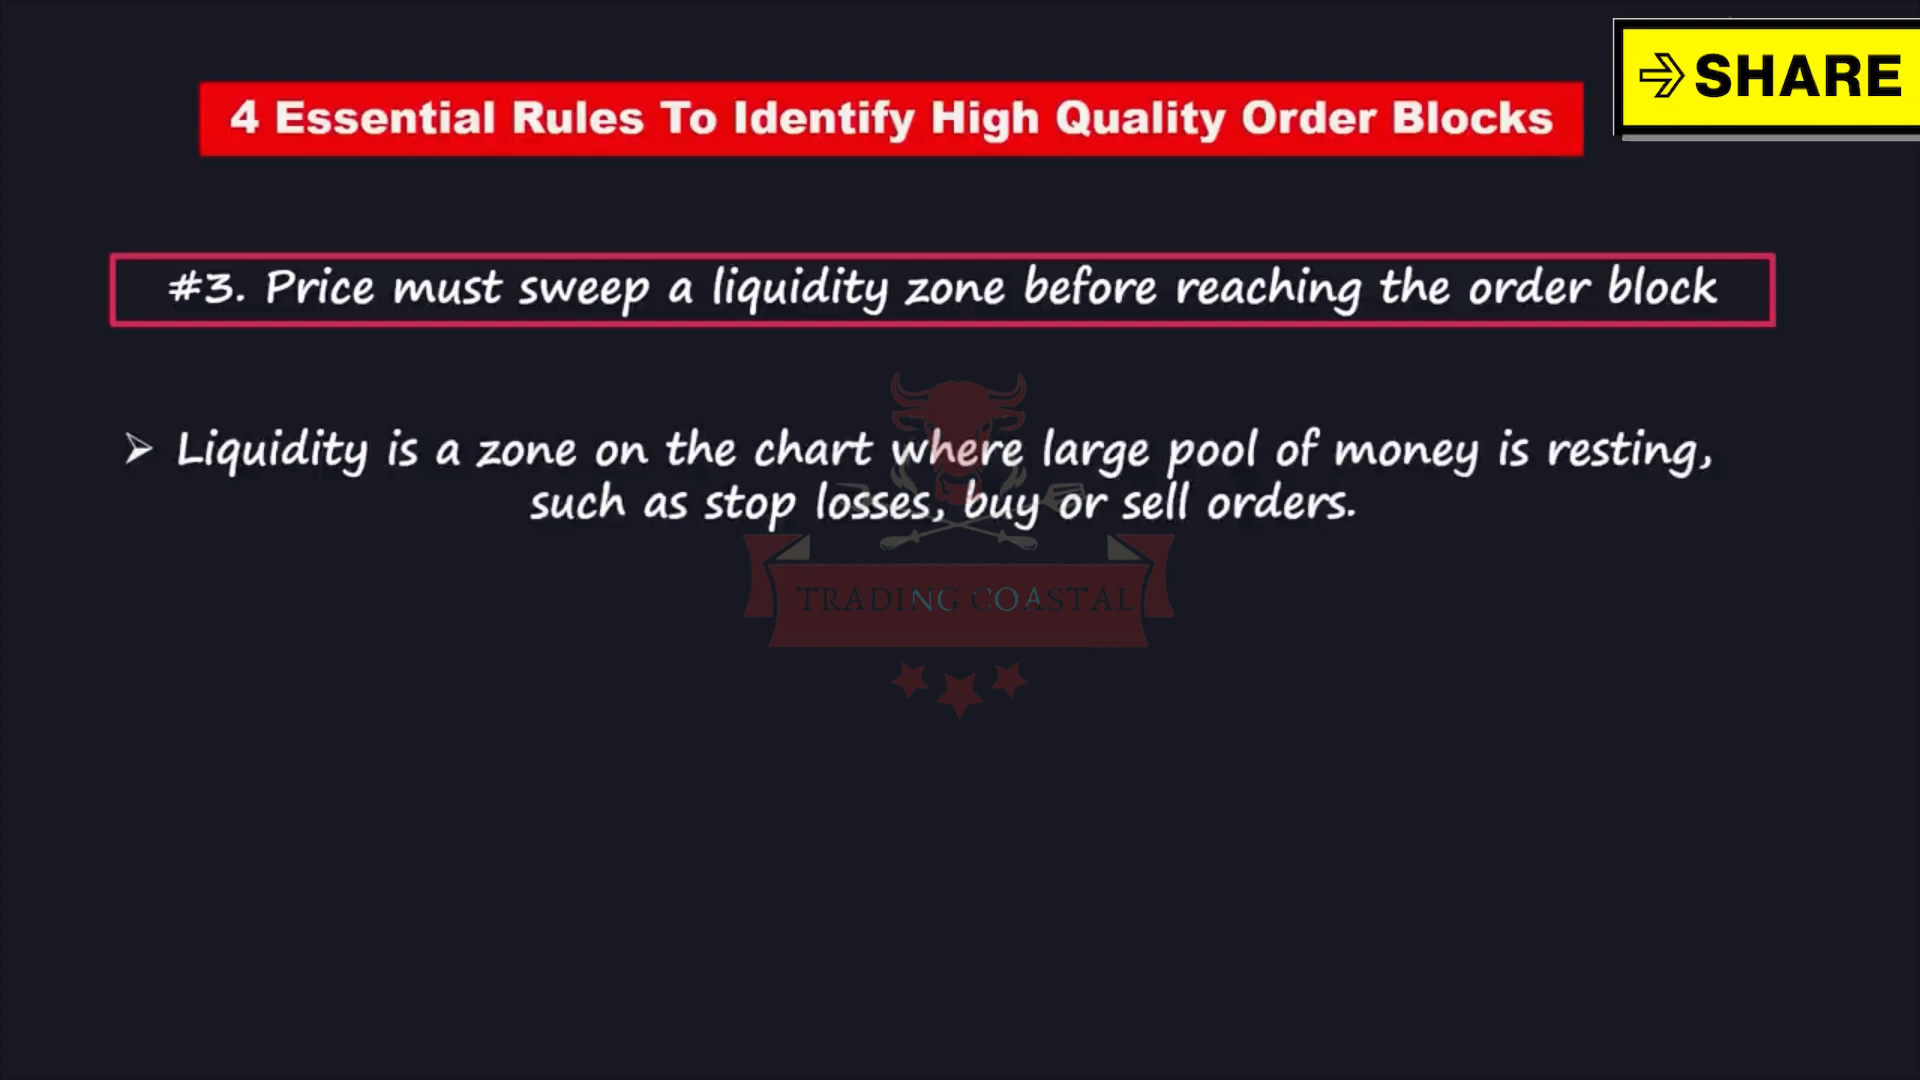 SHARE
4 Essential Rules To Identify High Quality Order Blocks
#3. Price must sweep a liquidity zone before reaching the order block
Liquidity is a zone on the chart where large pool of money is resting,
such as stop losses, buy or sell orders.
TRADING COASTAL